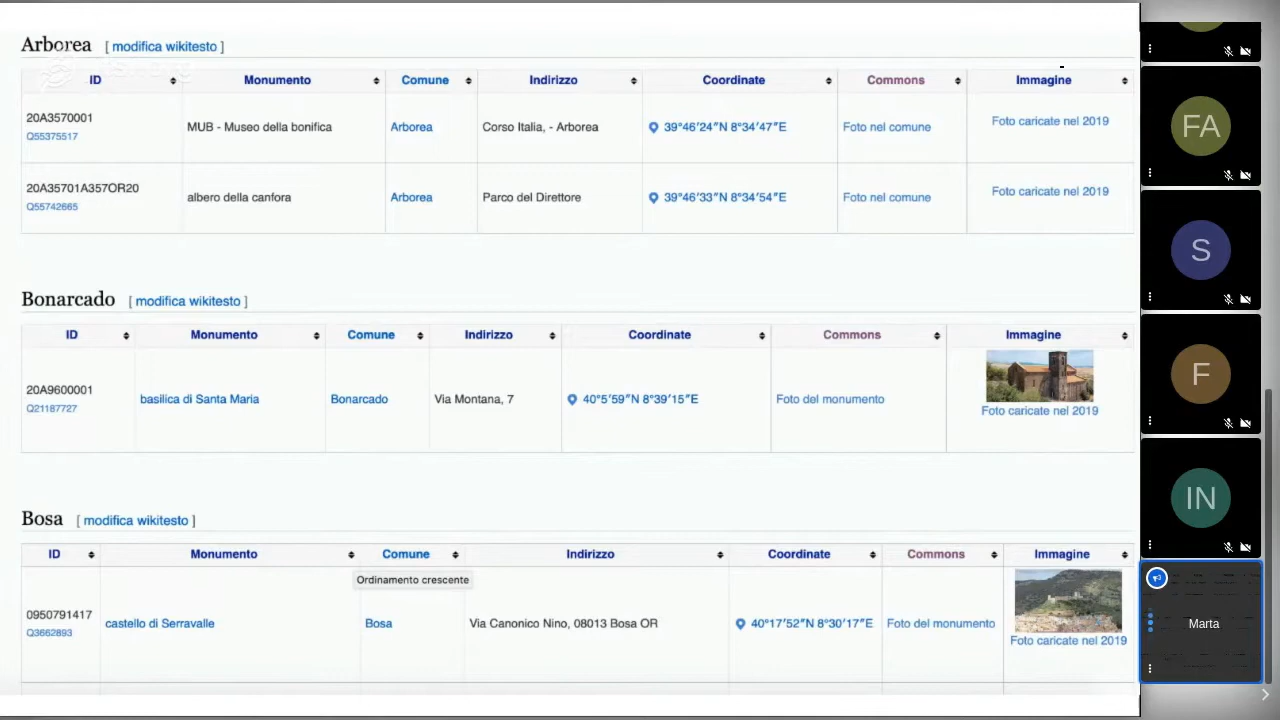 Arborea [ modifica wikitesto ]
ID Monumento Comune Indirizzo Coordinate Commons Immagine
20A3570001
Q55375517
MUB - Museo della bonifica Arborea Corso Italia, - Arborea 39°46′24″N 8°34′47″E Foto nel comune Foto caricate nel 2019
20A35701A357OR20
Q55742665
albero della canfora Arborea Parco del Direttore 39°46′33″N 8°34′54″E Foto nel comune Foto caricate nel 2019
Bonarcado [ modifica wikitesto ]
ID Monumento Comune Indirizzo Coordinate Commons Immagine
20A9600001
Q21187727
basilica di Santa Maria Bonarcado Via Montana, 7 40°5′59″N 8°39′15″E Foto del monumento
Foto caricate nel 2019
Bosa [ modifica wikitesto ]
ID Monumento Comune Indirizzo Coordinate Commons Immagine
Ordinamento crescente
0950791417
Q3662893
castello di Serravalle Bosa Via Canonico Nino, 08013 Bosa OR 40°17′52″N 8°30′17″E Foto del monumento
Foto caricate nel 2019
FA
S
F
IN
Marta